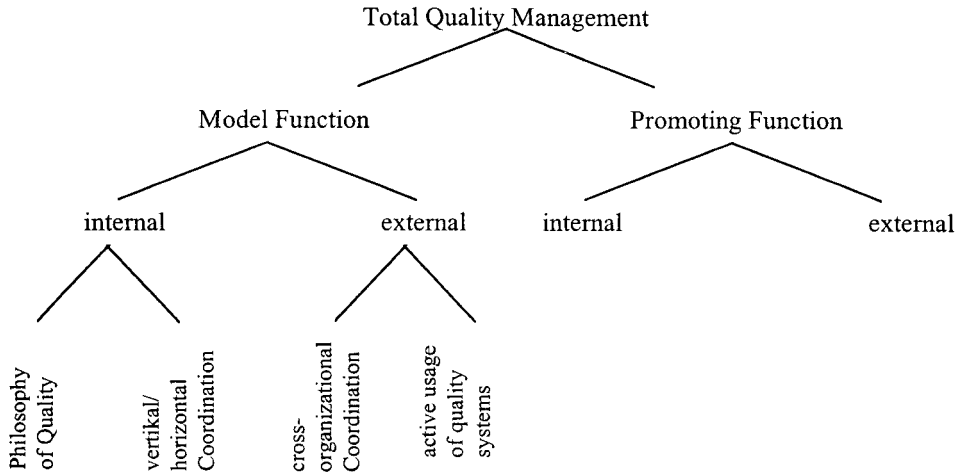 Total Quality Management
Model Function
Promoting Function
internal
external
internal
external
Philosophy
of Quality
vertikal/
horizontal
Coordination
cross-
organizational
Coordination
active usage
of quality
systems